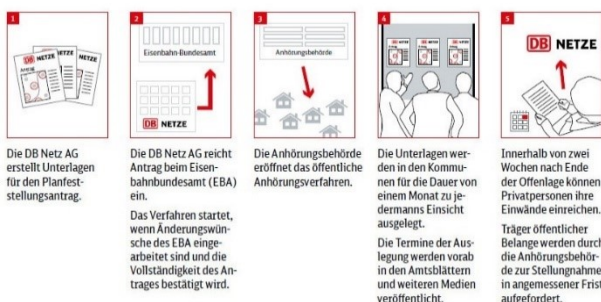 1
DB NETZE
NETZE
NETZE
Antrag
Die DB Netz AG
erstellt Unterlagen
für den Planfest-
stellungsantrag.
2
Eisenbahn-Bundesamt
DB NETZE
Die DB Netz AG reicht
Antrag beim Eisen-
bahnbundesamt (EBA)
ein.
Das Verfahren startet,
wenn Änderungswün-
sche des EBA einge-
arbeitet sind und die
Vollständigkeit des An-
trages bestätigt wird.
3
Anhörungsbehörde
Die Anhörungsbehörde
eröffnet das öffentliche
Anhörungsverfahren.
4
Die Unterlagen wer-
den in den Kommu-
nen für die Dauer von
einem Monat zu je-
dermanns Einsicht
ausgelegt.
Die Termine der Aus-
legung werden vorab
in den Amtsblättern
und weiteren Medien
veröffentlicht.
5
DB NETZE
Innerhalb von zwei
Wochen nach Ende
der Offenlage können
Privatpersonen ihre
Einwände einreichen.
Träger öffentlicher
Belange werden durch
die Anhörungsbehör-
de zur Stellungnahme
in angemessener Frist
aufgefordert.